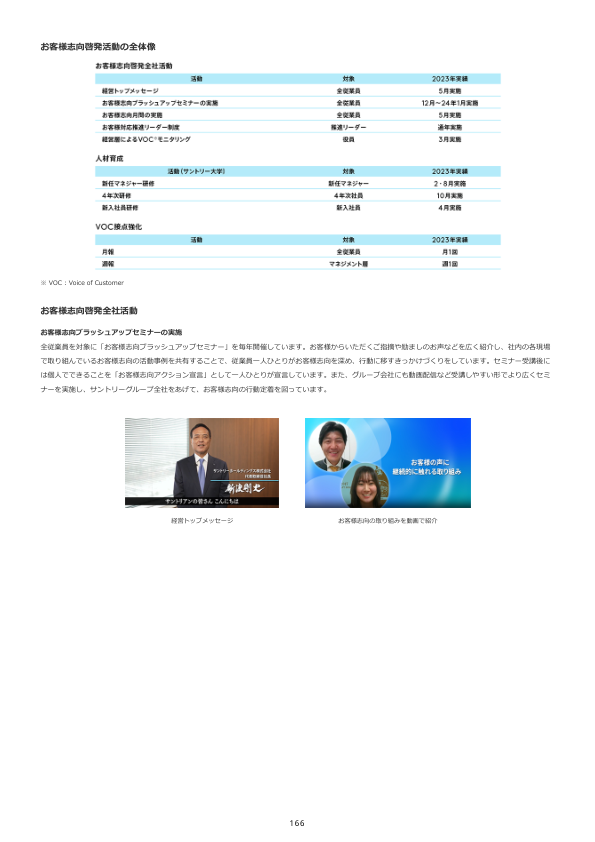 お客様志向啓発活動の全体像
お客様志向啓発全社活動
活動 対象 2023年実績
経営トップメッセージ 全従業員 5月実施
お客様志向ブラッシュアップセミナーの実施 全従業員 12月〜24年1月実施
お客様志向月間の実施 全従業員 5月実施
お客様対応推進リーダー制度 推進リーダー 通年実施
経営層によるVOC※モニタリング 役員 3月実施
人材育成
活動（サントリー大学） 対象 2023年実績
新任マネジャー研修 新任マネジャー 2・8月実施
4年次研修 4年次社員 10月実施
新入社員研修 新入社員 4月実施
VOC接点強化
活動 対象 2023年実績
月報 全従業員 月1回
週報 マネジメント層 週1回
※ VOC：Voice of Customer
お客様志向啓発全社活動
お客様志向ブラッシュアップセミナーの実施
全従業員を対象に「お客様志向ブラッシュアップセミナー」を毎年開催しています。お客様からいただくご指摘や励ましのお声などを広く紹介し、社内の各現場
で取り組んでいるお客様志向の活動事例を共有することで、従業員一人ひとりがお客様志向を深め、行動に移すきっかけづくりをしています。セミナー受講後に
は個人でできることを「お客様志向アクション宣言」として一人ひとりが宣言しています。また、グループ会社にも動画配信など受講しやすい形でより広くセミ
ナーを実施し、サントリーグループ全社をあげて、お客様志向の行動定着を図っています。
サントリーホールディングス株式会社
代表取締役社長
新浪剛史
サントリアンの皆さん こんにちは
お客様の声に
継続的に触れる取り組み
経営トップメッセージ
お客様志向の取り組みを動画で紹介
166